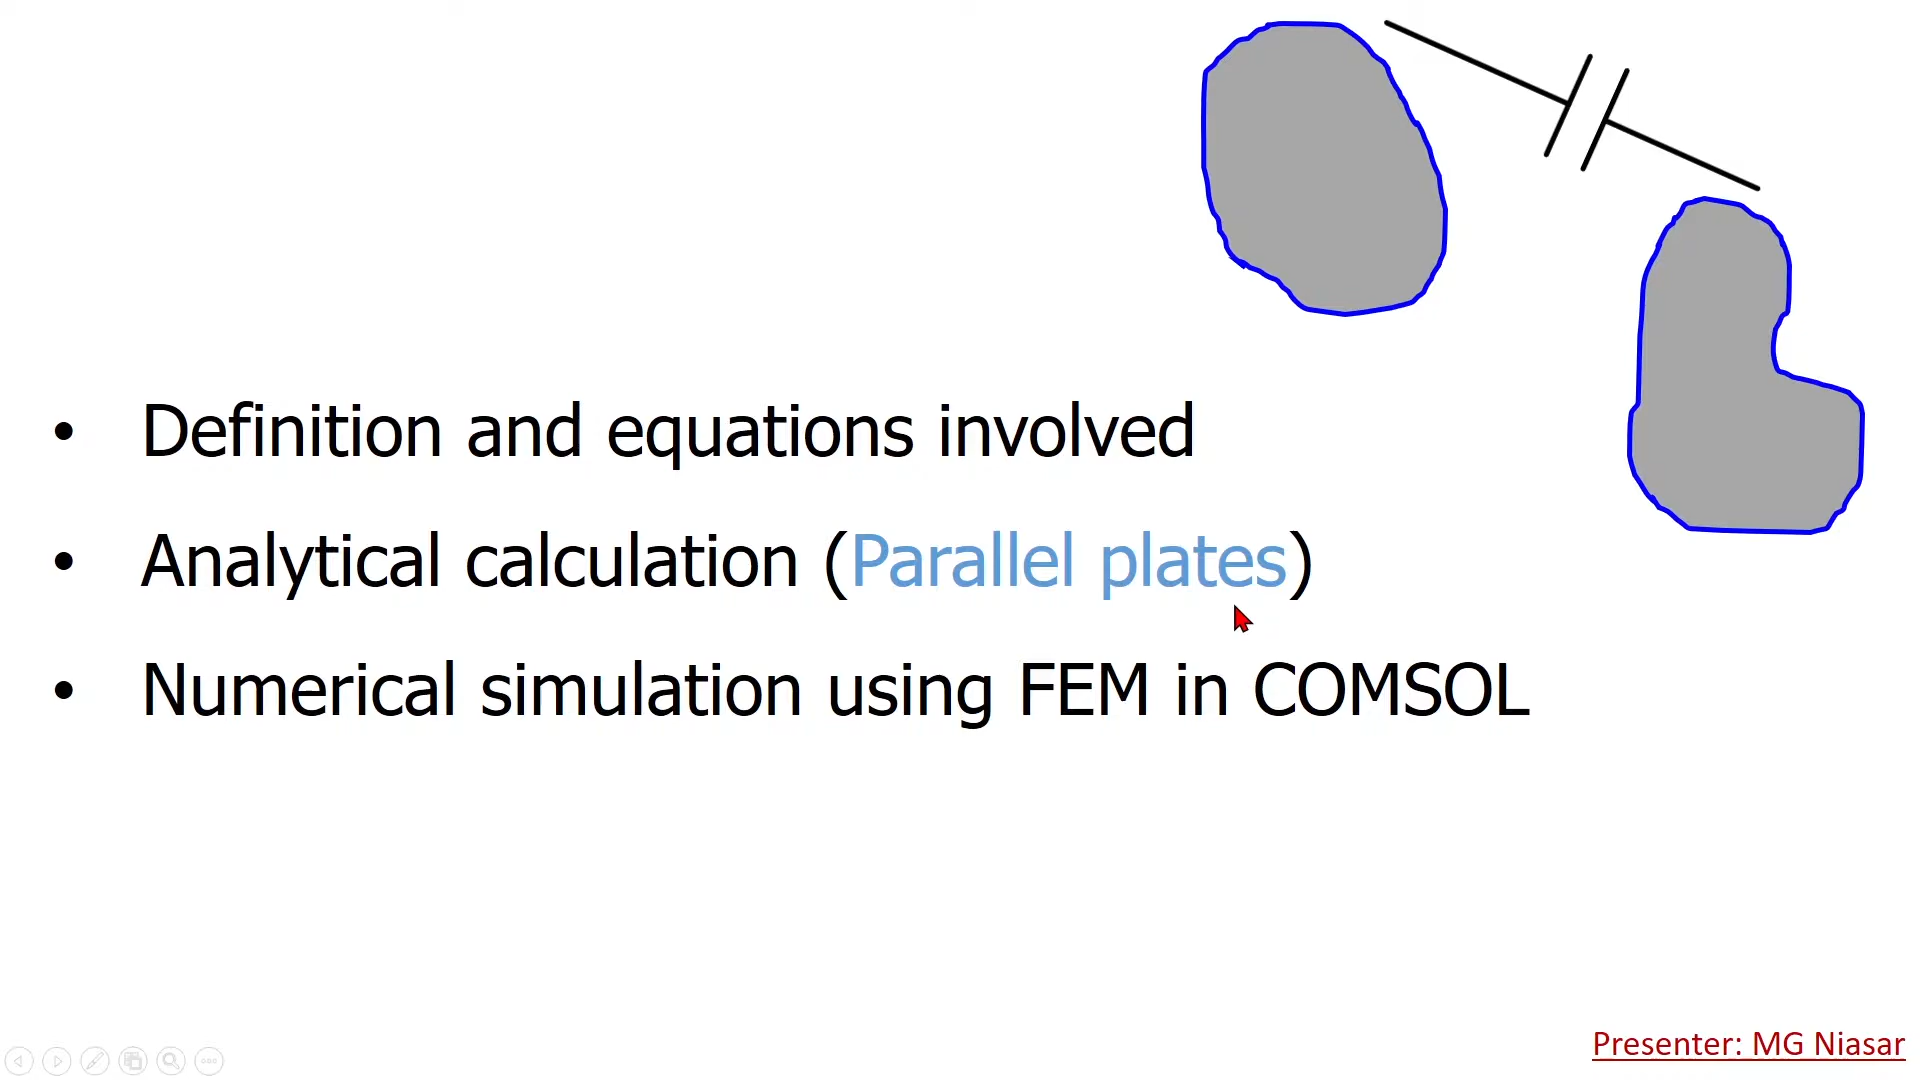 • Definition and equations involved
• Analytical calculation (Parallel plates)
• Numerical simulation using FEM in COMSOL
Presenter: MG Niasar